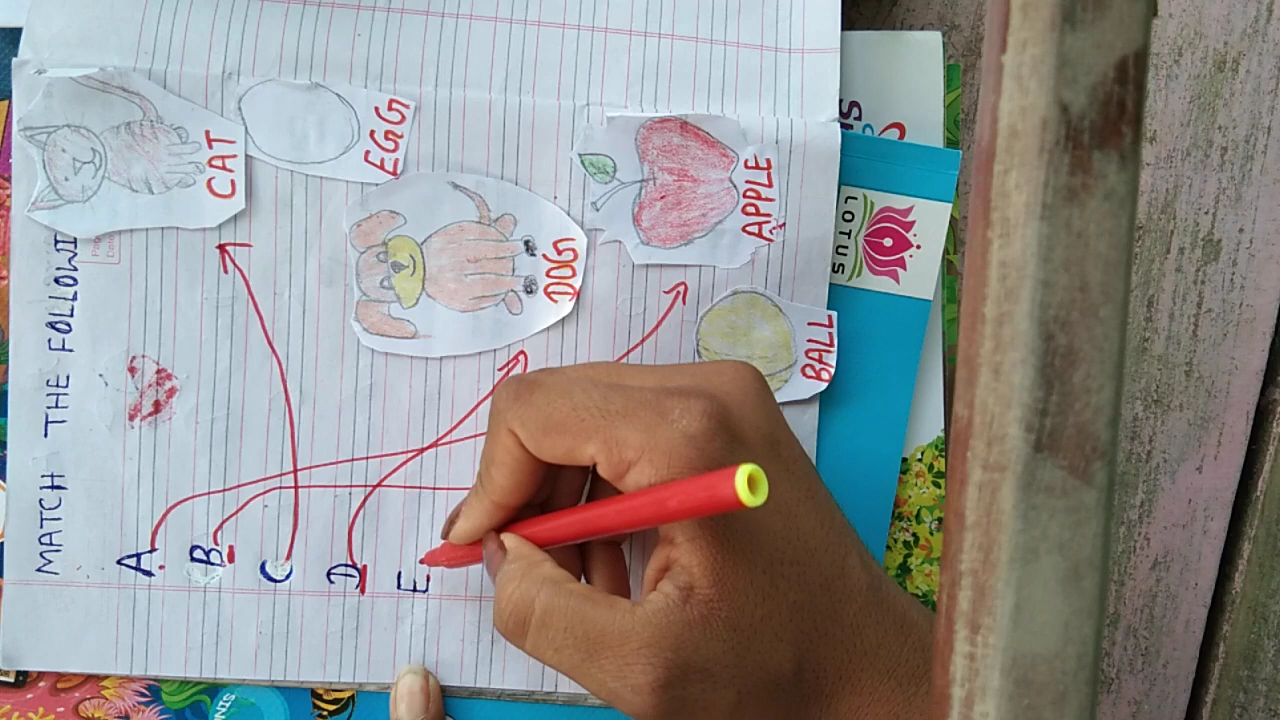 MATCH THE FOLLOWI
A
B
C
D
E
CAT
EGG
DOG
APPLE
BALL
LOTUS